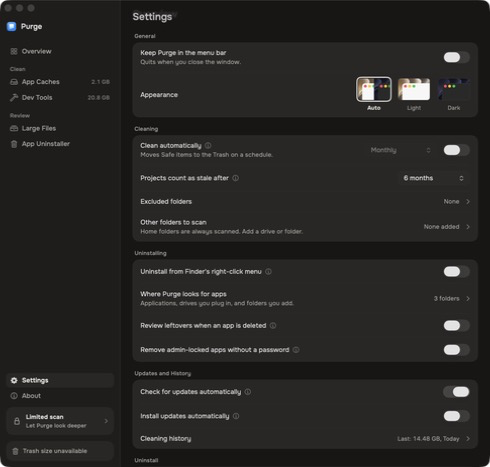 Settings
Purge
Overview
Clean
App Caches 2.1 GB
Dev Tools 20.8 GB
Review
Large Files
App Uninstaller
Settings
About
Limited scan
Let Purge look deeper
Trash size unavailable
General
Keep Purge in the menu bar
Quits when you close the window.
Appearance
Auto Light Dark
Cleaning
Clean automatically Monthly
Moves Safe items to the Trash on a schedule.
Projects count as stale after 6 months
Excluded folders None
Other folders to scan
Home folders are always scanned. Add a drive or folder.
None added
Uninstalling
Uninstall from Finder's right-click menu
Where Purge looks for apps
Applications, drives you plug in, and folders you add.
3 folders
Review leftovers when an app is deleted
Remove admin-locked apps without a password
Updates and History
Check for updates automatically
Install updates automatically
Cleaning history Last: 14.48 GB, Today
Uninstall